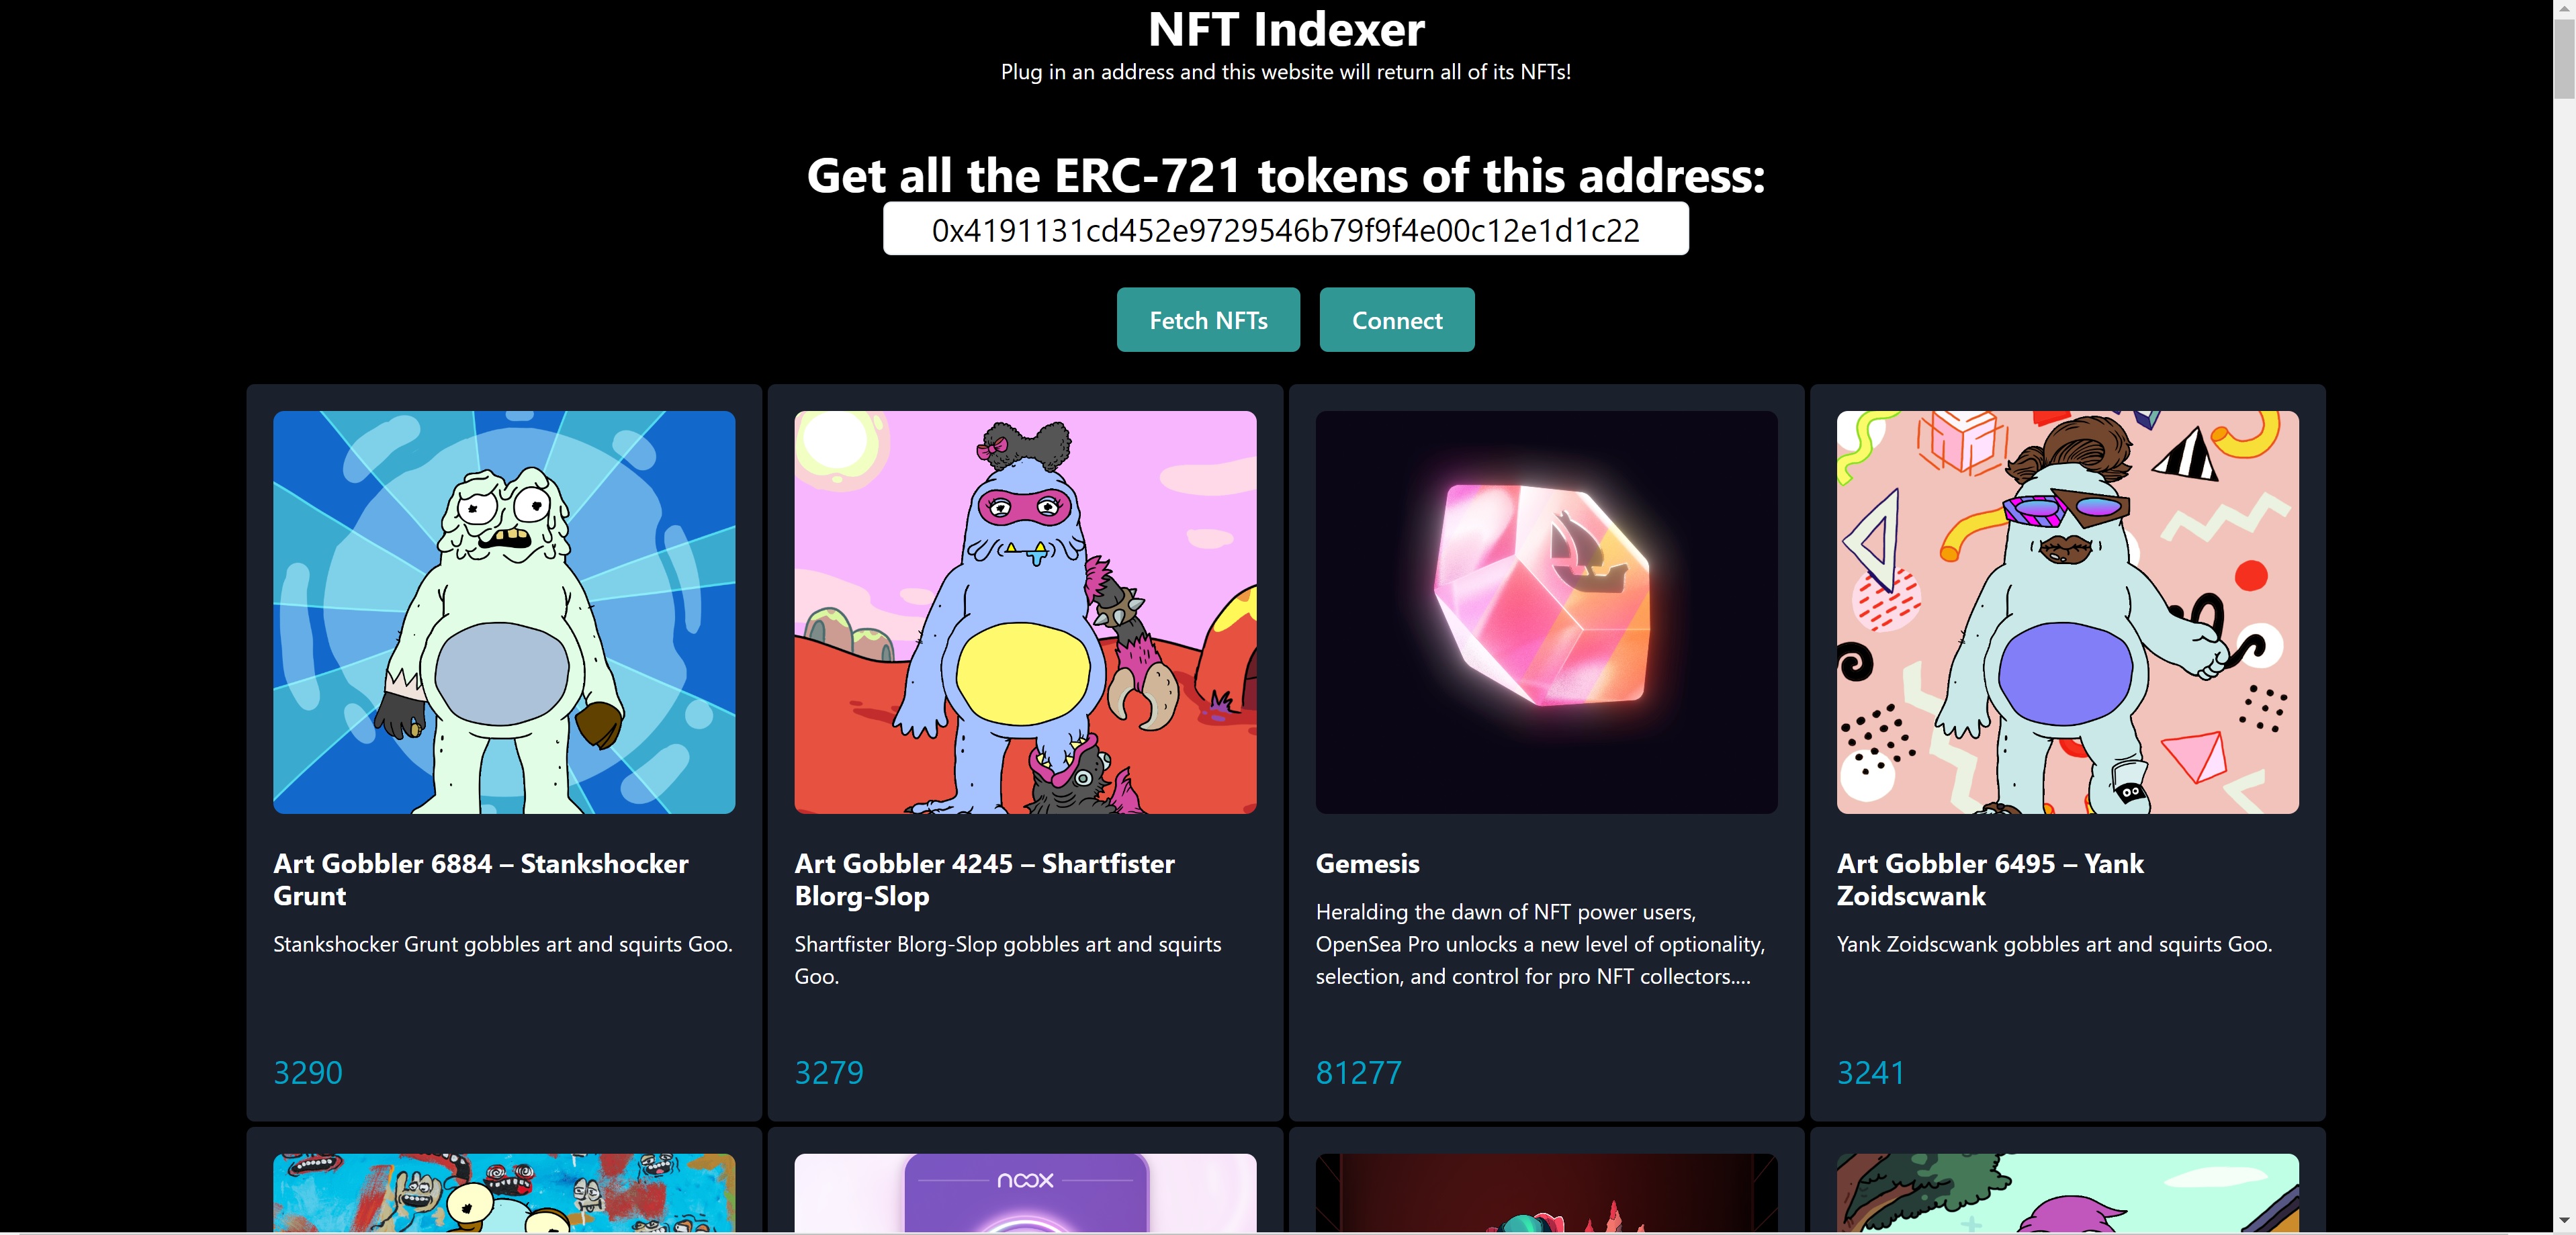 NFT Indexer
Plug in an address and this website will return all of its NFTs!
Get all the ERC-721 tokens of this address:
0x4191131cd452e9729546b79f9f4e00c12e1d1c22
Fetch NFTs
Connect
Art Gobbler 6884 – Stankshocker
Grunt
Stankshocker Grunt gobbles art and squirts Goo.
3290
Art Gobbler 4245 – Shartfister
Blorg-Slop
Shartfister Blorg-Slop gobbles art and squirts
Goo.
3279
Gemesis
Heralding the dawn of NFT power users,
OpenSea Pro unlocks a new level of optionality,
selection, and control for pro NFT collectors....
81277
Art Gobbler 6495 – Yank
Zoidscwank
Yank Zoidscwank gobbles art and squirts Goo.
3241
noox